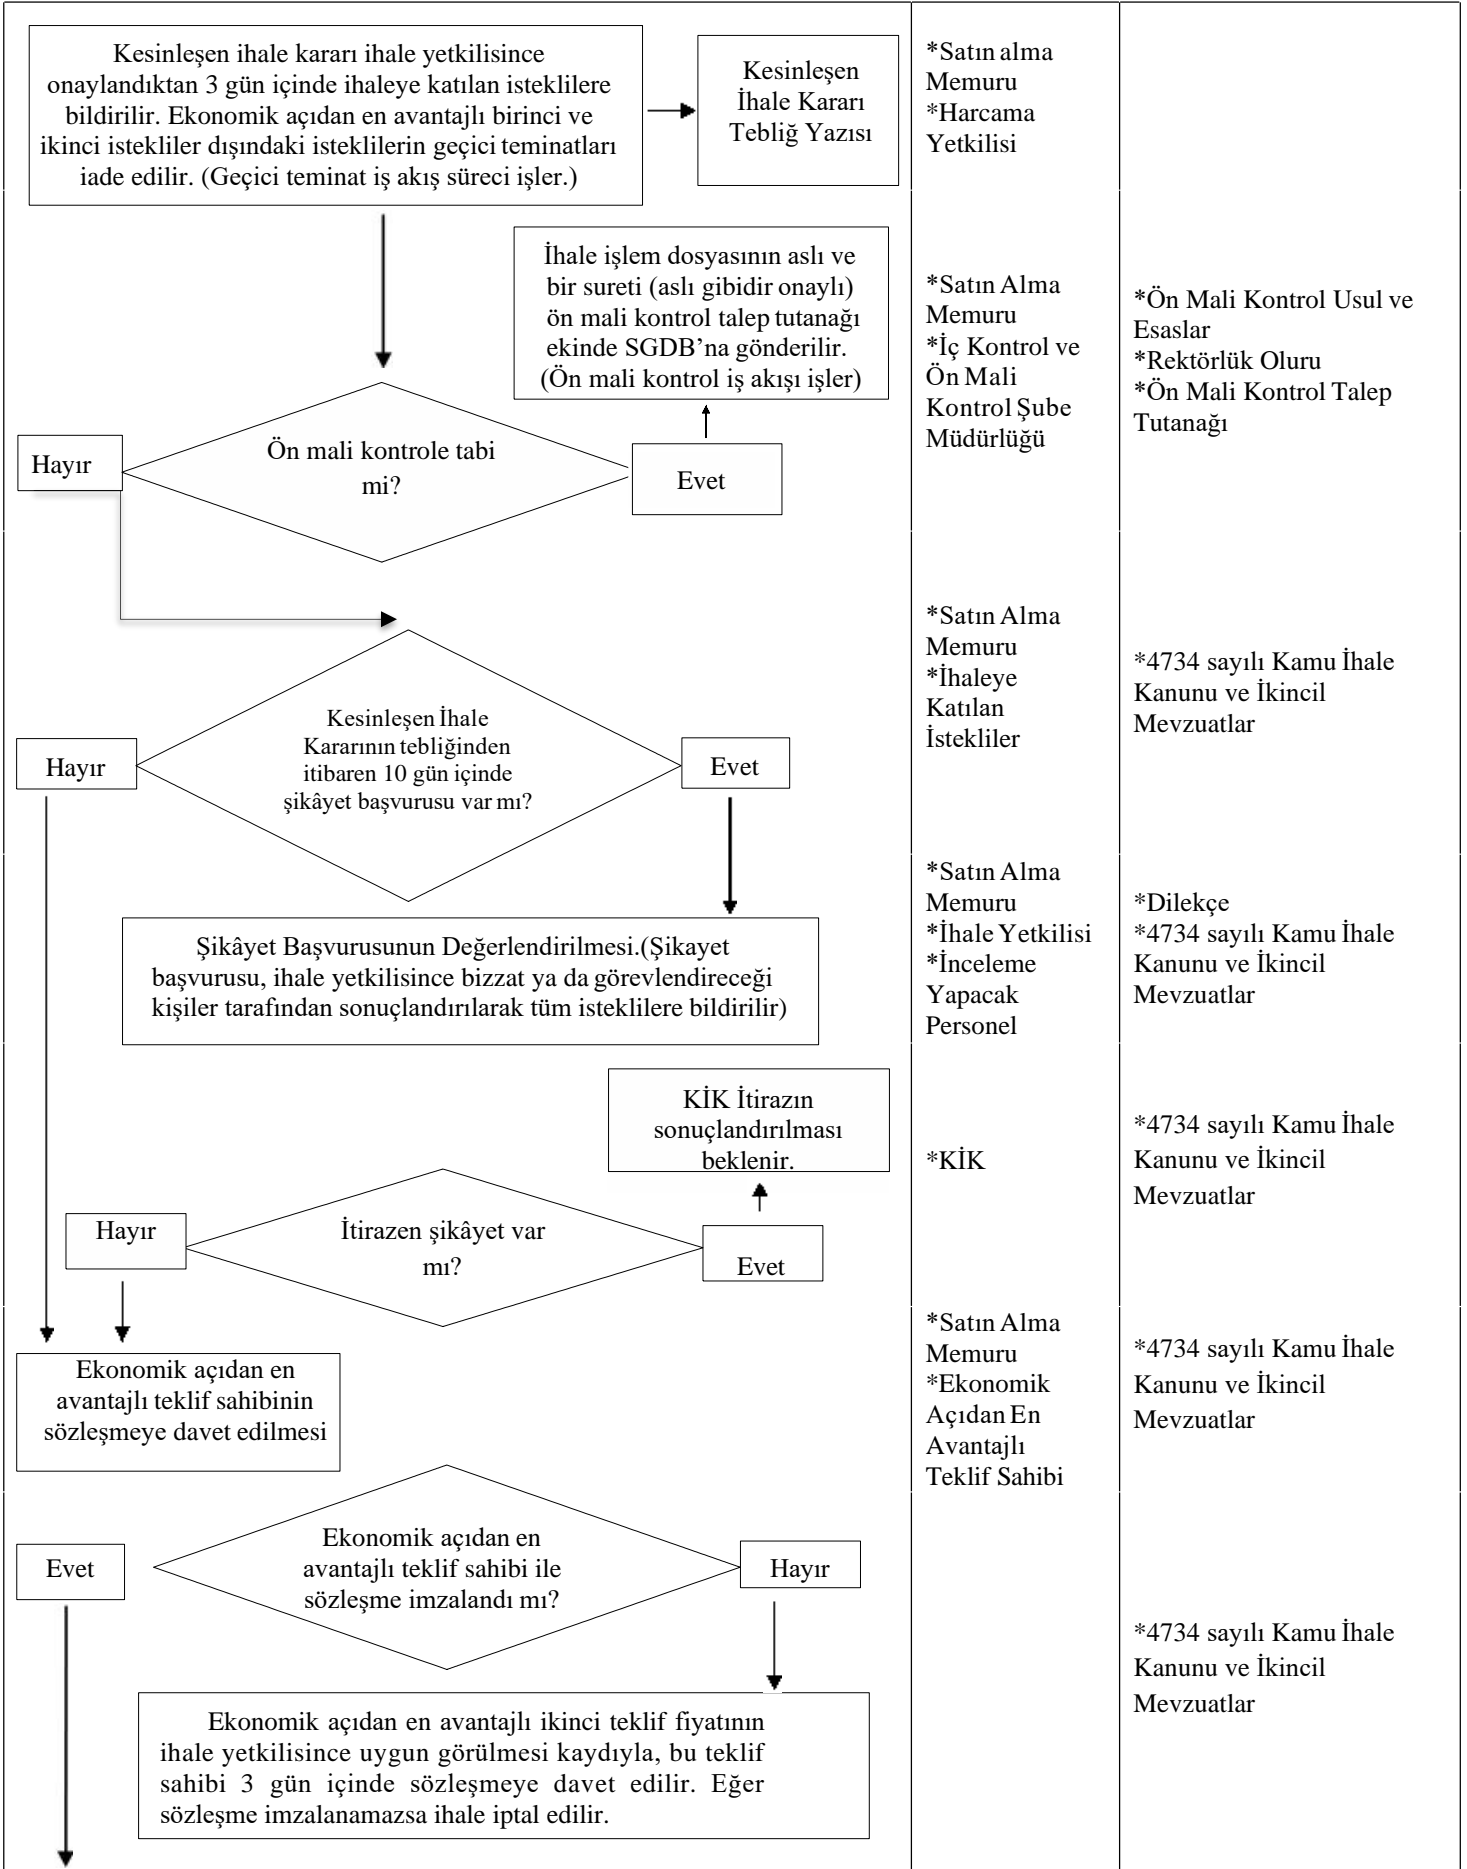 Kesinleşen ihale kararı ihale yetkilisince
onaylandıktan 3 gün içinde ihaleye katılan isteklilere
bildirilir. Ekonomik açıdan en avantajlı birinci ve
ikinci istekliler dışındaki isteklilerin geçici teminatları
iade edilir. (Geçici teminat iş akış süreci işler.)
Kesinleşen
İhale Kararı
Tebliğ Yazısı
*Satın alma
Memuru
*Harcama
Yetkilisi
İhale işlem dosyasının aslı ve
bir sureti (aslı gibidir onaylı)
ön mali kontrol talep tutanağı
ekinde SGDB’na gönderilir.
(Ön mali kontrol iş akışı işler)
Hayır
Ön mali kontrole tabi
mi?
Evet
*Satın Alma
Memuru
*İç Kontrol ve
Ön Mali
Kontrol Şube
Müdürlüğü
*Ön Mali Kontrol Usul ve
Esaslar
*Rektörlük Oluru
*Ön Mali Kontrol Talep
Tutanağı
Hayır
Kesinleşen İhale
Kararının tebliğinden
itibaren 10 gün içinde
şikâyet başvurusu var mı?
Evet
*Satın Alma
Memuru
*İhaleye
Katılan
İstekliler
*4734 sayılı Kamu İhale
Kanunu ve İkincil
Mevzuatlar
Şikâyet Başvurusunun Değerlendirilmesi.(Şikayet
başvurusu, ihale yetkilisince bizzat ya da görevlendireceği
kişiler tarafından sonuçlandırılarak tüm isteklilere bildirilir)
*Satın Alma
Memuru
*İhale Yetkilisi
*İnceleme
Yapacak
Personel
*Dilekçe
*4734 sayılı Kamu İhale
Kanunu ve İkincil
Mevzuatlar
KİK İtirazın
sonuçlandırılması
beklenir.
Hayır
İtirazen şikâyet var
mı?
Evet
*KİK
*4734 sayılı Kamu İhale
Kanunu ve İkincil
Mevzuatlar
Ekonomik açıdan en
avantajlı teklif sahibinin
sözleşmeye davet edilmesi
*Satın Alma
Memuru
*Ekonomik
Açıdan En
Avantajlı
Teklif Sahibi
*4734 sayılı Kamu İhale
Kanunu ve İkincil
Mevzuatlar
Evet
Ekonomik açıdan en
avantajlı teklif sahibi ile
sözleşme imzalandı mı?
Hayır
*4734 sayılı Kamu İhale
Kanunu ve İkincil
Mevzuatlar
Ekonomik açıdan en avantajlı ikinci teklif fiyatının
ihale yetkilisince uygun görülmesi kaydıyla, bu teklif
sahibi 3 gün içinde sözleşmeye davet edilir. Eğer
sözleşme imzalanamazsa ihale iptal edilir.